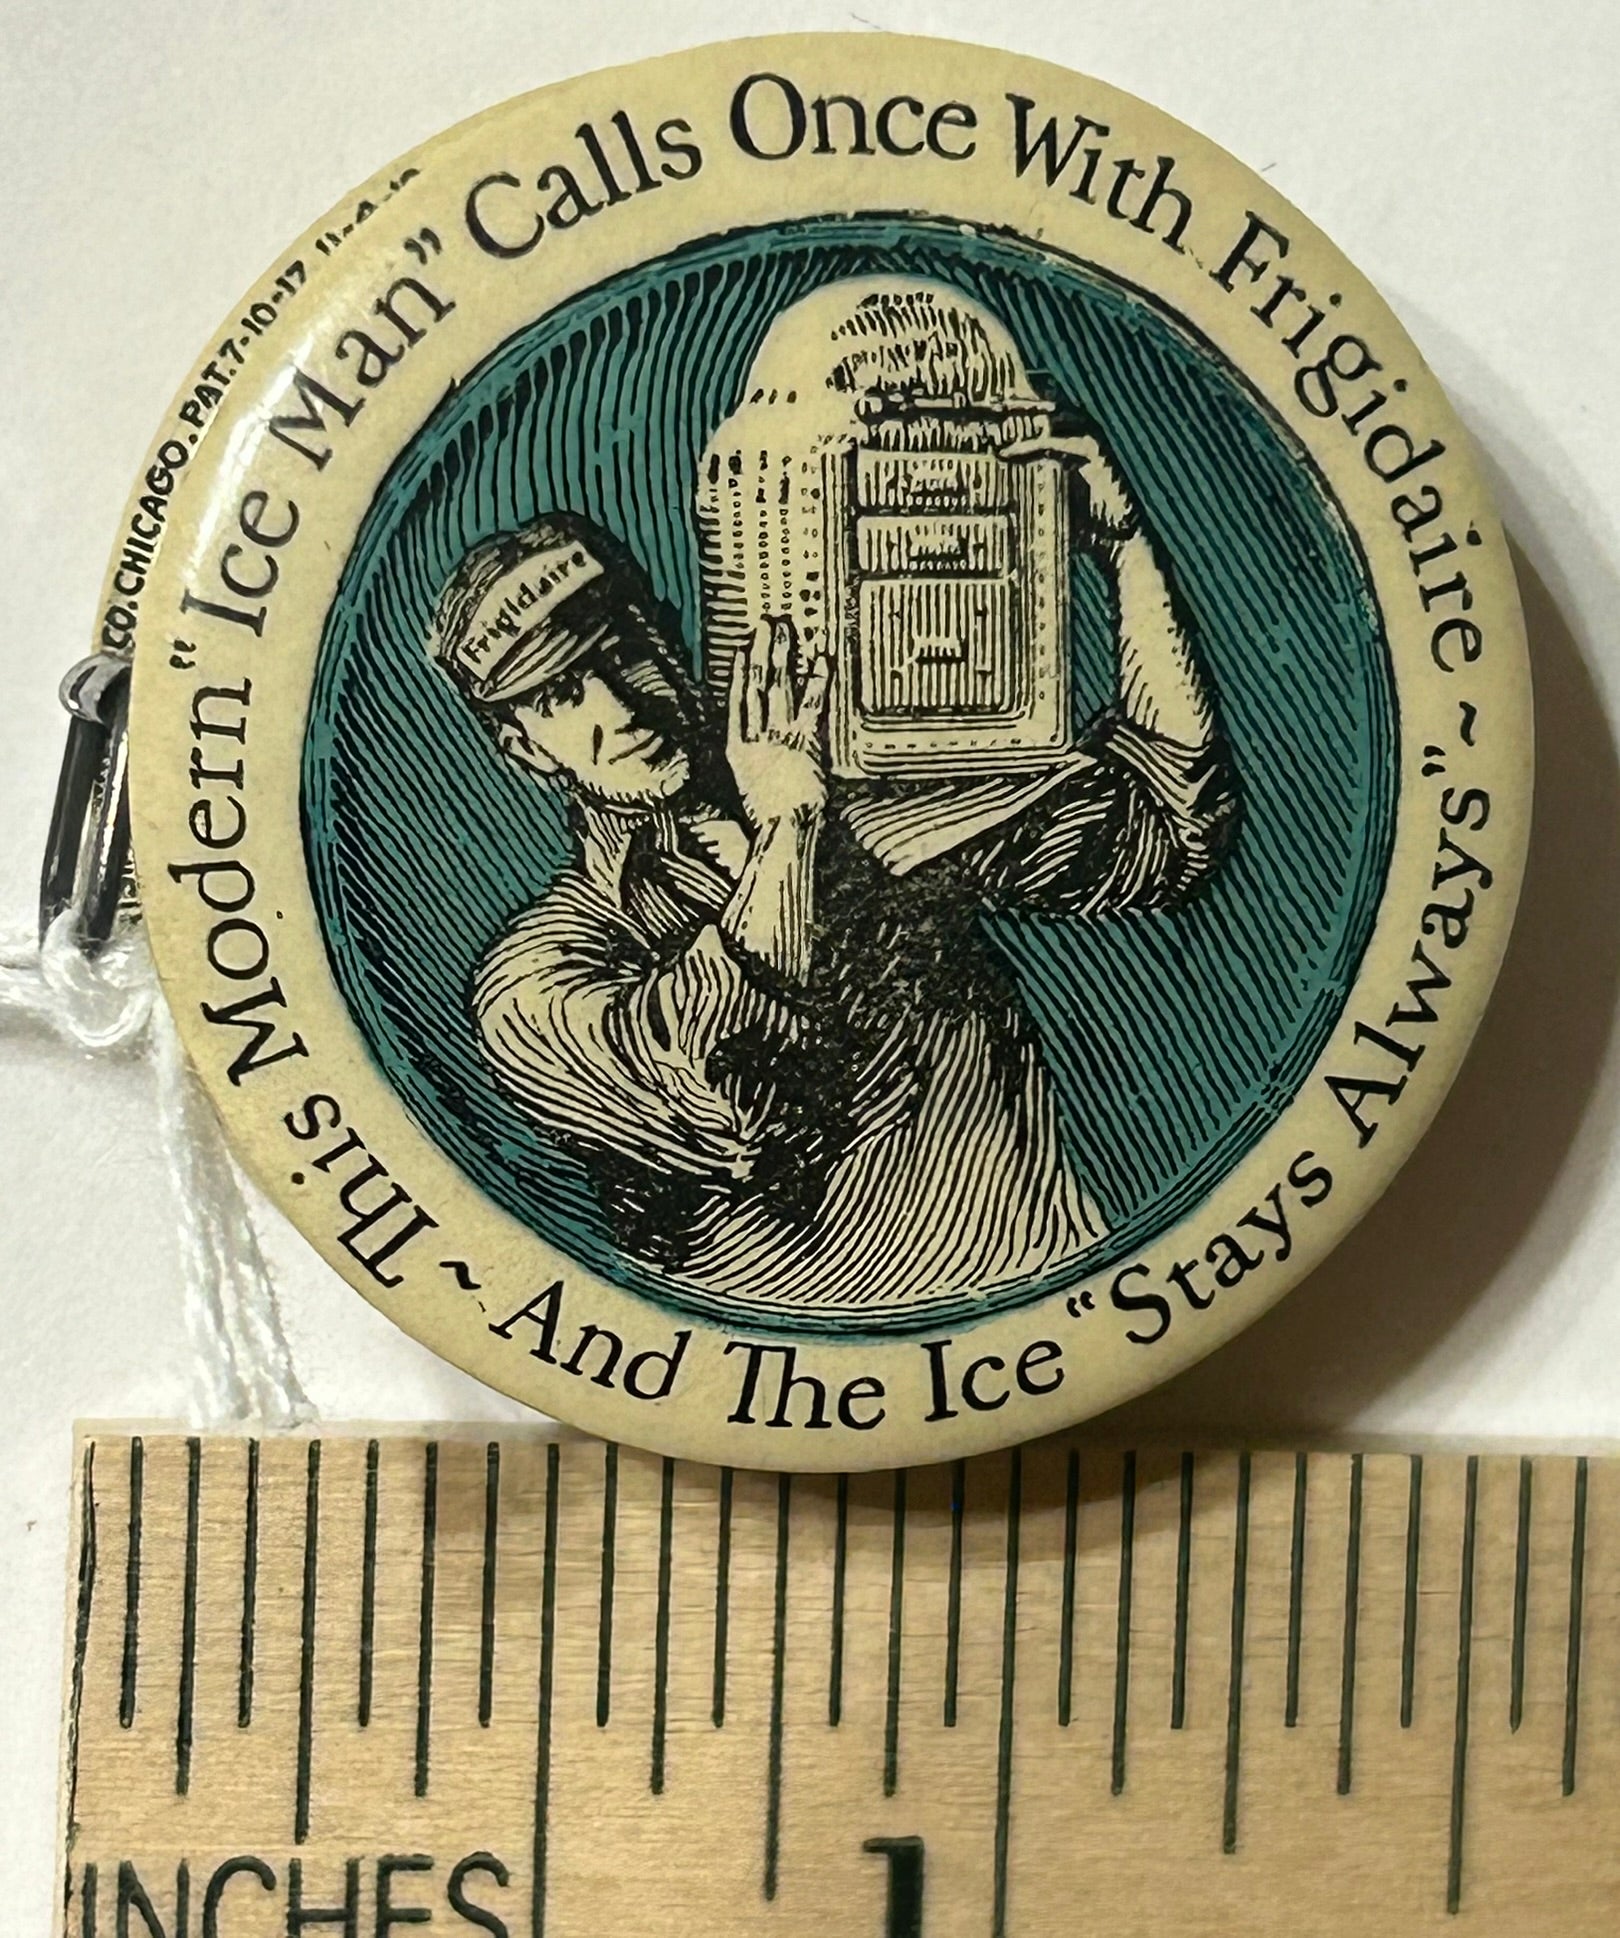 This Modern "Ice Man" Calls Once With Frigidaire ~
And The Ice "Stays Always" ~
Frigidaire
CO. CHICAGO. PAT. 7-10-17
INCHES
1